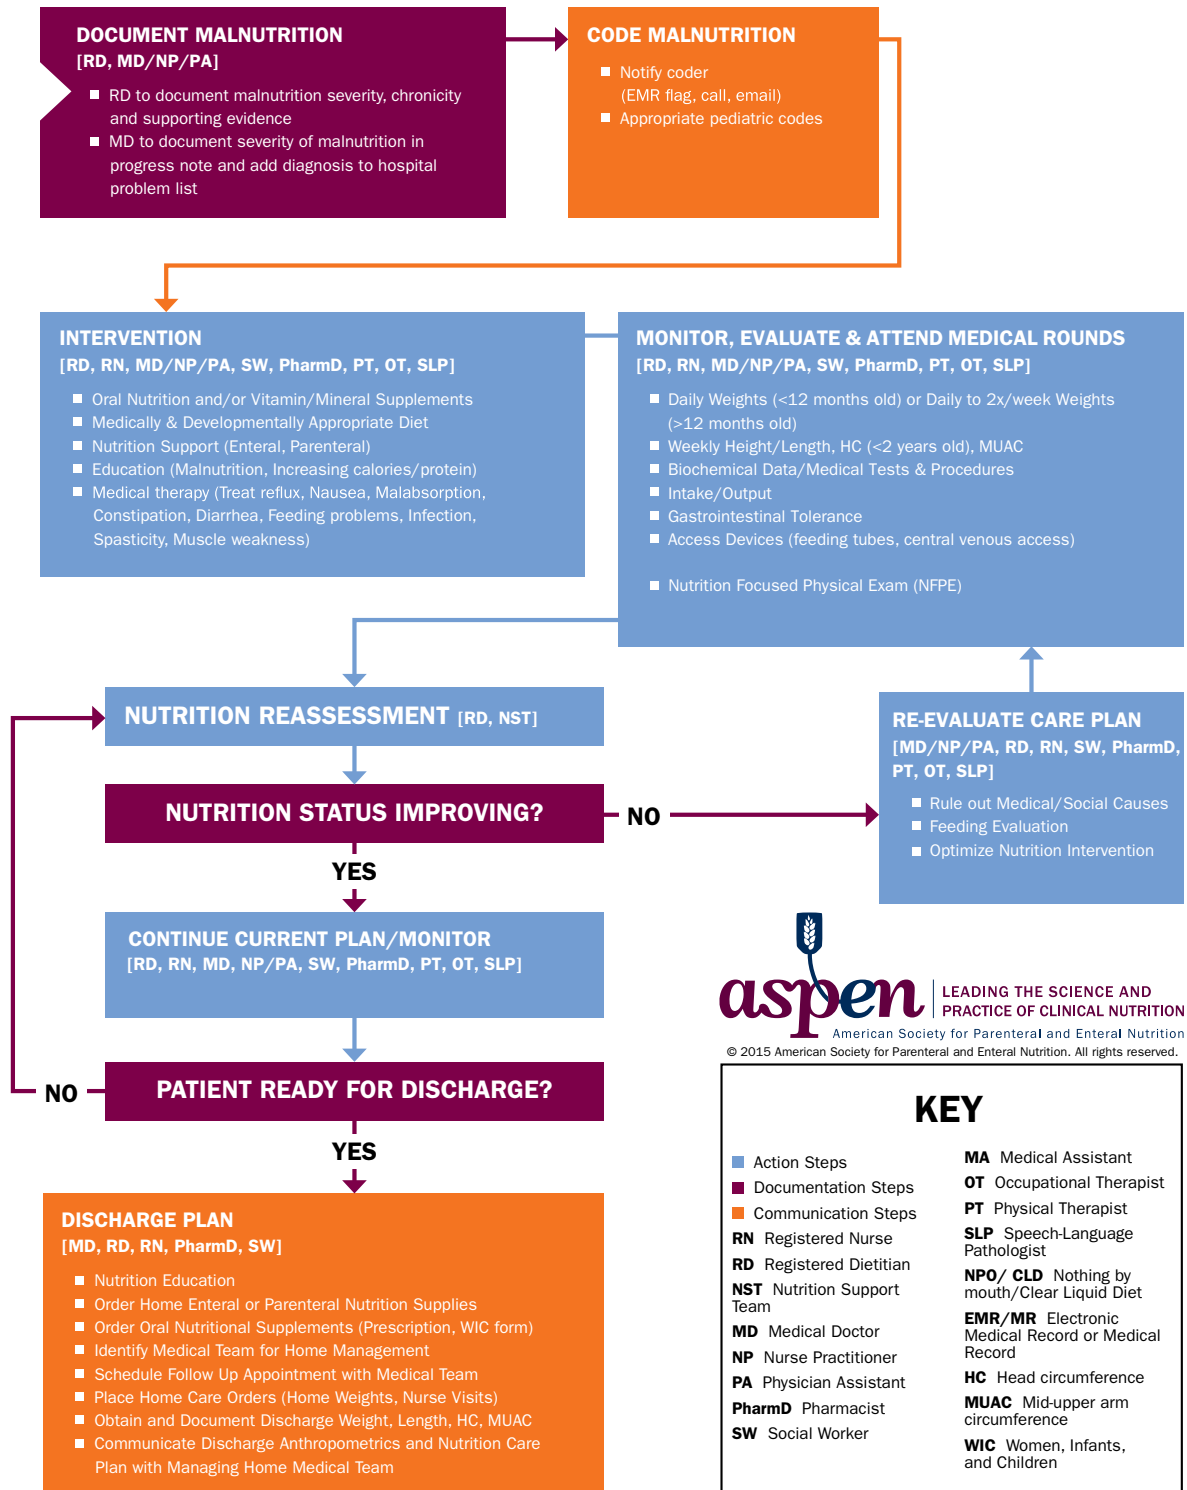 DOCUMENT MALNUTRITION
[RD, MD/NP/PA]
RD to document malnutrition severity, chronicity
and supporting evidence
MD to document severity of malnutrition in
progress note and add diagnosis to hospital
problem list
CODE MALNUTRITION
Notify coder
(EMR flag, call, email)
Appropriate pediatric codes
INTERVENTION
[RD, RN, MD/NP/PA, SW, PharmD, PT, OT, SLP]
Oral Nutrition and/or Vitamin/Mineral Supplements
Medically & Developmentally Appropriate Diet
Nutrition Support (Enteral, Parenteral)
Education (Malnutrition, Increasing calories/protein)
Medical therapy (Treat reflux, Nausea, Malabsorption,
Constipation, Diarrhea, Feeding problems, Infection,
Spasticity, Muscle weakness)
MONITOR, EVALUATE & ATTEND MEDICAL ROUNDS
[RD, RN, MD/NP/PA, SW, PharmD, PT, OT, SLP]
Daily Weights (<12 months old) or Daily to 2x/week Weights
(>12 months old)
Weekly Height/Length, HC (<2 years old), MUAC
Biochemical Data/Medical Tests & Procedures
Intake/Output
Gastrointestinal Tolerance
Access Devices (feeding tubes, central venous access)
Nutrition Focused Physical Exam (NFPE)
NUTRITION REASSESSMENT [RD, NST]
NUTRITION STATUS IMPROVING?
NO
YES
RE-EVALUATE CARE PLAN
[MD/NP/PA, RD, RN, SW, PharmD,
PT, OT, SLP]
Rule out Medical/Social Causes
Feeding Evaluation
Optimize Nutrition Intervention
CONTINUE CURRENT PLAN/MONITOR
[RD, RN, MD, NP/PA, SW, PharmD, PT, OT, SLP]
PATIENT READY FOR DISCHARGE?
NO
YES
DISCHARGE PLAN
[MD, RD, RN, PharmD, SW]
Nutrition Education
Order Home Enteral or Parenteral Nutrition Supplies
Order Oral Nutritional Supplements (Prescription, WIC form)
Identify Medical Team for Home Management
Schedule Follow Up Appointment with Medical Team
Place Home Care Orders (Home Weights, Nurse Visits)
Obtain and Document Discharge Weight, Length, HC, MUAC
Communicate Discharge Anthropometrics and Nutrition Care
Plan with Managing Home Medical Team
aspen
LEADING THE SCIENCE AND
PRACTICE OF CLINICAL NUTRITION
American Society for Parenteral and Enteral Nutrition
© 2015 American Society for Parenteral and Enteral Nutrition. All rights reserved.
KEY
Action Steps
Documentation Steps
Communication Steps
RN Registered Nurse
RD Registered Dietitian
NST Nutrition Support
Team
MD Medical Doctor
NP Nurse Practitioner
PA Physician Assistant
PharmD Pharmacist
SW Social Worker
MA Medical Assistant
OT Occupational Therapist
PT Physical Therapist
SLP Speech-Language
Pathologist
NPO/ CLD Nothing by
mouth/Clear Liquid Diet
EMR/MR Electronic
Medical Record or Medical
Record
HC Head circumference
MUAC Mid-upper arm
circumference
WIC Women, Infants,
and Children